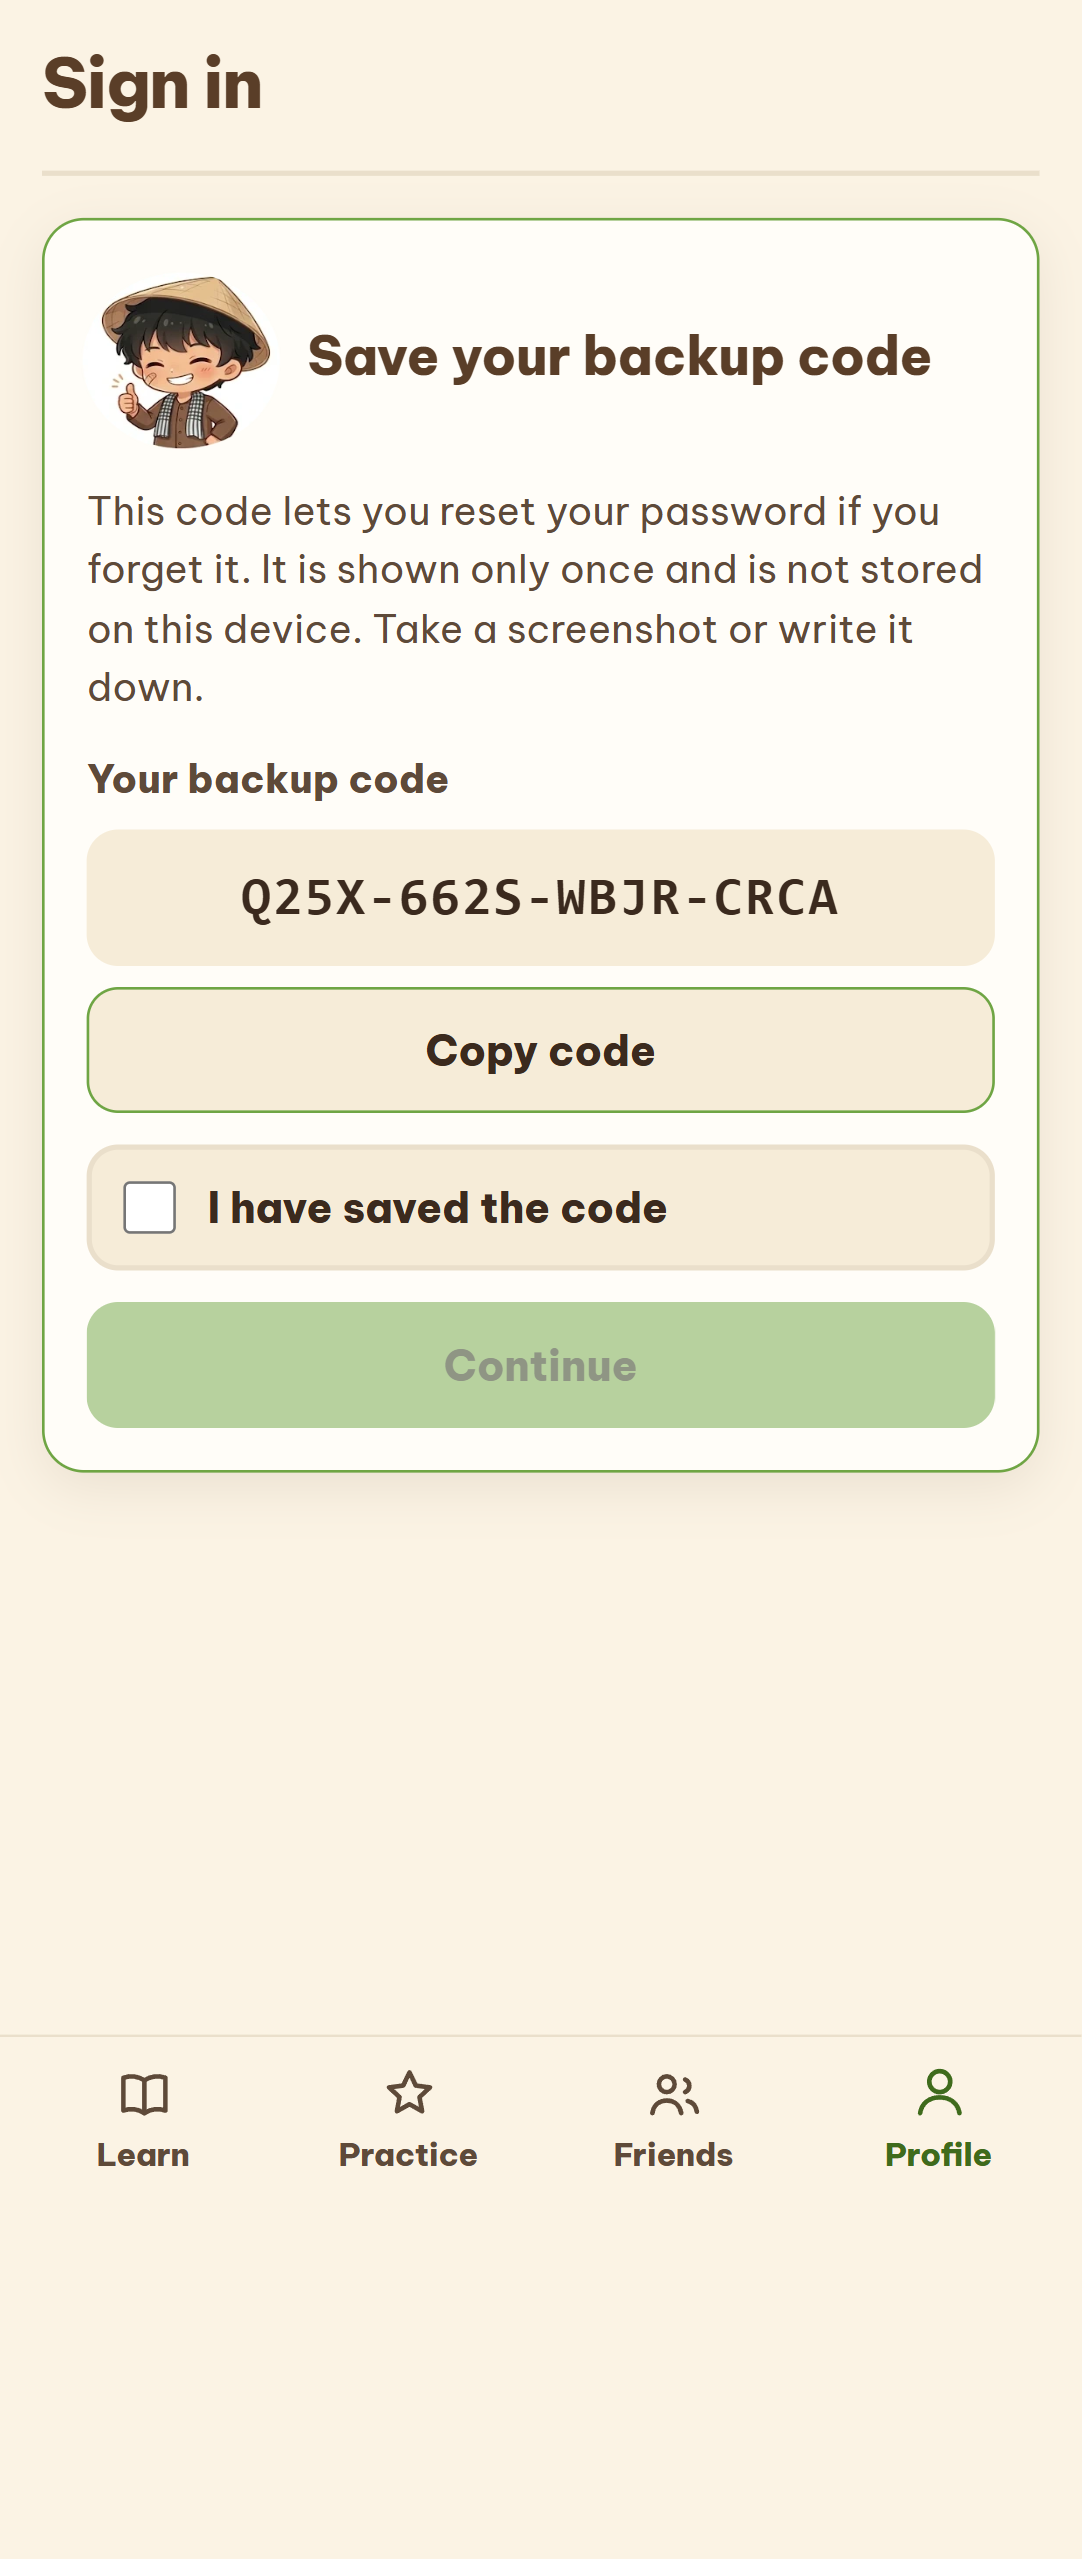 Sign in
Save your backup code
This code lets you reset your password if you
forget it. It is shown only once and is not stored
on this device. Take a screenshot or write it
down.
Your backup code
Q25X-662S-WBJR-CRCA
Copy code
I have saved the code
Continue
Learn
Practice
Friends
Profile